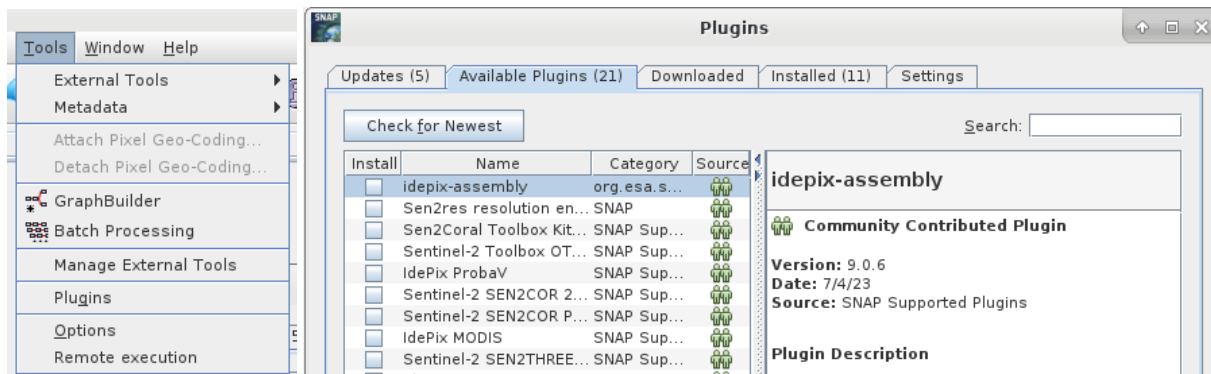 Tools Window Help
External Tools
Metadata
Attach Pixel Geo-Coding...
Detach Pixel Geo-Coding...
GraphBuilder
Batch Processing
Manage External Tools
Plugins
Options
Remote execution
SNAP
Plugins
Updates (5) Available Plugins (21) Downloaded Installed (11) Settings
Check for Newest Search:
Install Name Category Source
idepix-assembly org.esa.s...
Sen2res resolution en... SNAP
Sen2Coral Toolbox Kit... SNAP Sup...
Sentinel-2 Toolbox OT... SNAP Sup...
IdePix ProbaV SNAP Sup...
Sentinel-2 SEN2COR 2... SNAP Sup...
Sentinel-2 SEN2COR P... SNAP Sup...
IdePix MODIS SNAP Sup...
Sentinel-2 SEN2THREE... SNAP Sup...
idepix-assembly
Community Contributed Plugin
Version: 9.0.6
Date: 7/4/23
Source: SNAP Supported Plugins
Plugin Description